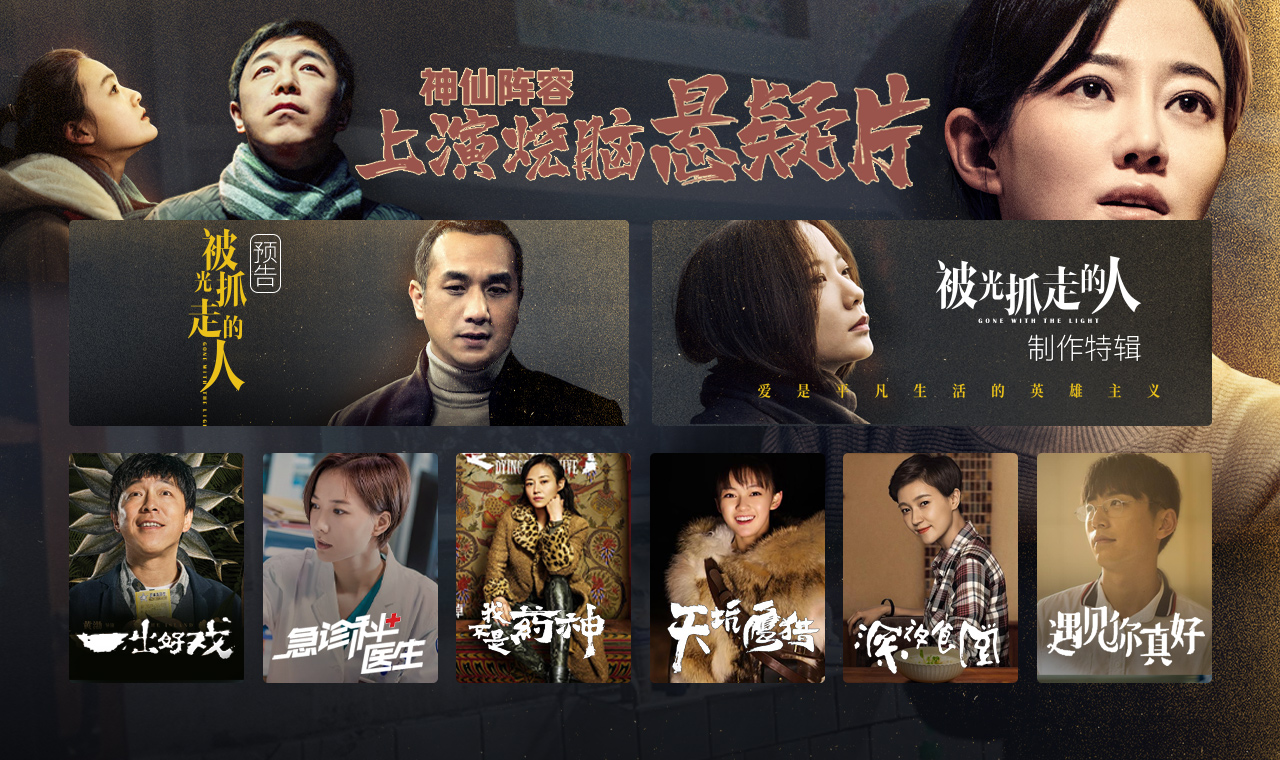 神仙阵容
上演烧脑悬疑片
被光抓走的人
预告
GONE WITH THE LIGH
被光抓走的人
GONE WITH THE LIGHT
制作特辑
爱是平凡生活的英雄主义
一出好戏
急诊科医生
我不是药神
天坑鹰猎
深夜食堂
遇见你真好